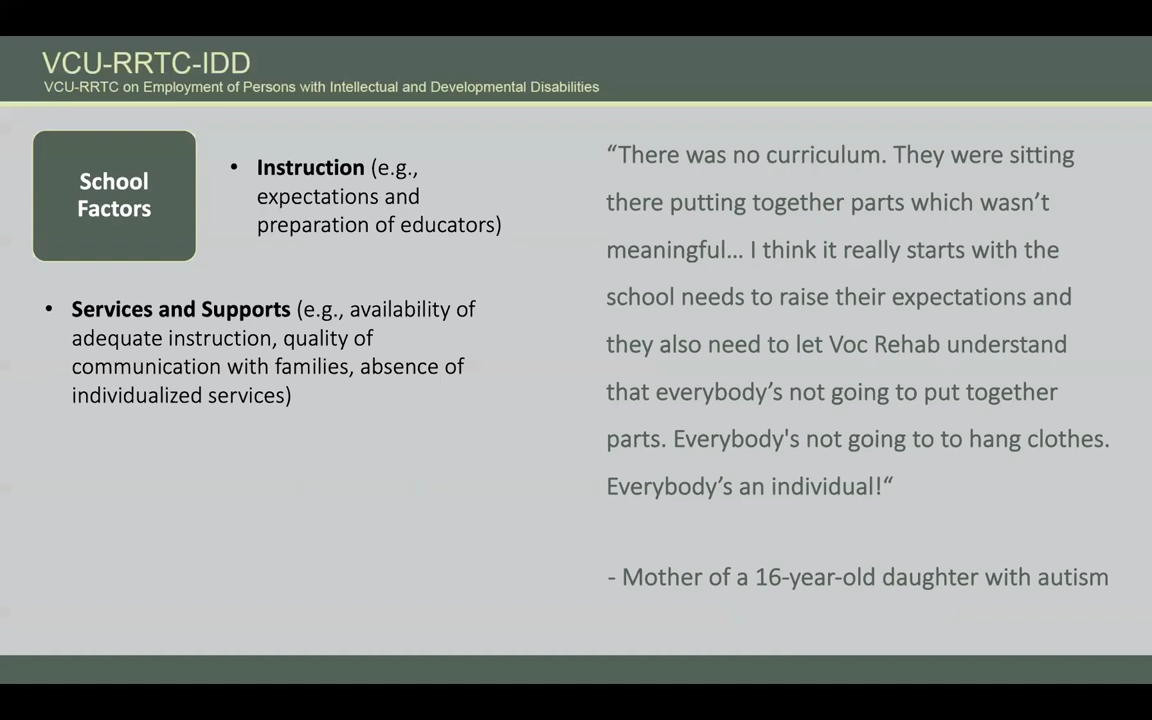 VCU-RRTC-IDD
VCU-RRTC on Employment of Persons with Intellectual and Developmental Disabilities
School
Factors
• Instruction (e.g.,
expectations and
preparation of educators)
• Services and Supports (e.g., availability of
adequate instruction, quality of
communication with families, absence of
individualized services)
“There was no curriculum. They were sitting
there putting together parts which wasn’t
meaningful... I think it really starts with the
school needs to raise their expectations and
they also need to let Voc Rehab understand
that everybody’s not going to put together
parts. Everybody's not going to to hang clothes.
Everybody’s an individual!“
- Mother of a 16-year-old daughter with autism